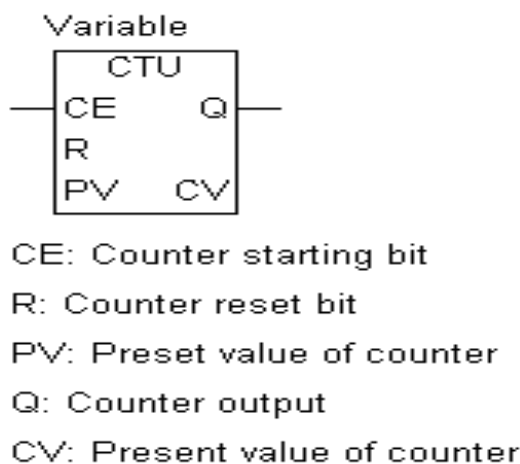 Variable
CTU
CE Q
R
PV CV
CE: Counter starting bit
R: Counter reset bit
PV: Preset value of counter
Q: Counter output
CV: Present value of counter